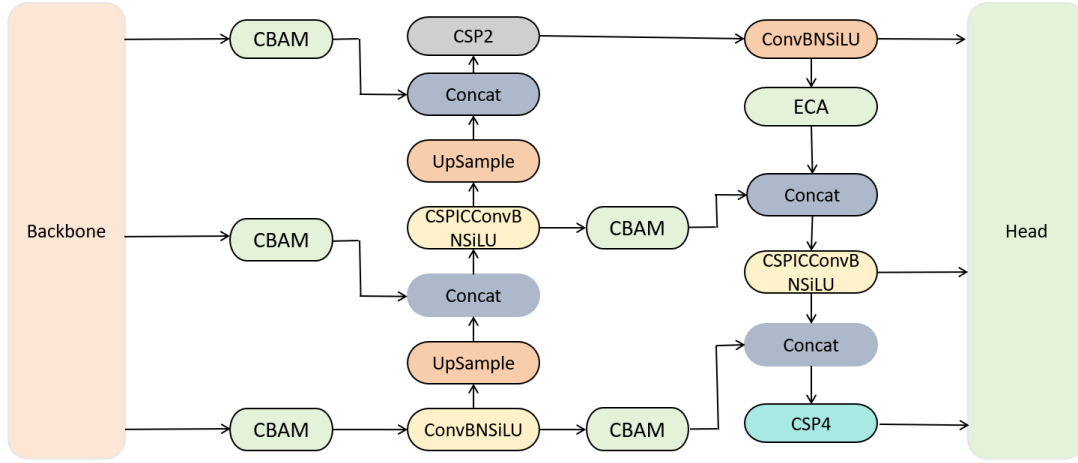 CBAM
CSP2
ConvBNSiLU
Concat
ECA
UpSample
Concat
CSPICConvB
NSiLU
Backbone
CBAM
CBAM
Head
CSPICConvB
NSiLU
Concat
Concat
UpSample
CBAM
ConvBNSiLU
CBAM
CSP4